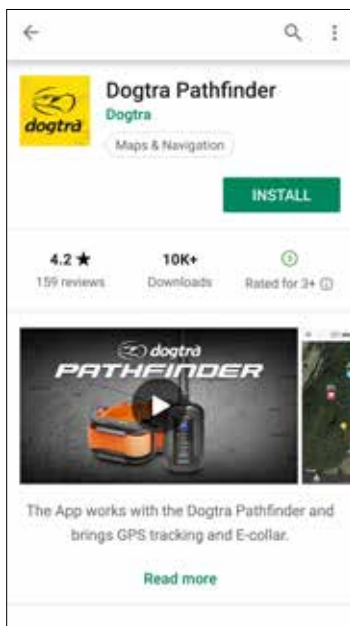 Dogtra Pathfinder
dogtra
Dogtra
Maps & Navigation
INSTALL
4.2 ★
10K+
3
159 reviews
Downloads
Rated for 3+
dogtra
PATHFINDER
The App works with the Dogtra Pathfinder and
brings GPS tracking and E-collar.
Read more